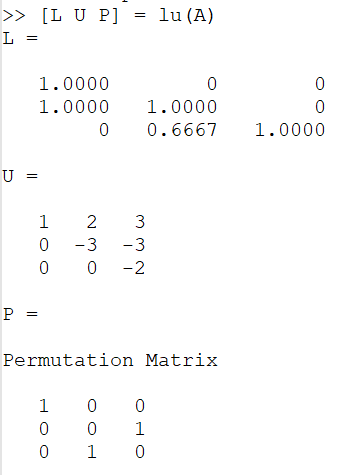 >> [L U P] = lu(A)
L =
1.0000 0 0
1.0000 1.0000 0
0 0.6667 1.0000
U =
1 2 3
0 -3 -3
0 0 -2
P =
Permutation Matrix
1 0 0
0 0 1
0 1 0